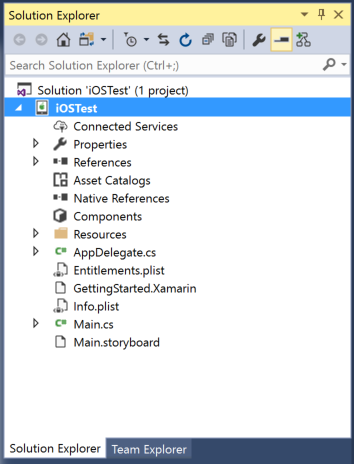 Solution Explorer
Search Solution Explorer (Ctrl+;)
Solution 'iOSTest' (1 project)
iOSTest
Connected Services
Properties
References
Asset Catalogs
Native References
Components
Resources
C# AppDelegate.cs
Entitlements.plist
GettingStarted.Xamarin
Info.plist
C# Main.cs
Main.storyboard
Solution Explorer Team Explorer